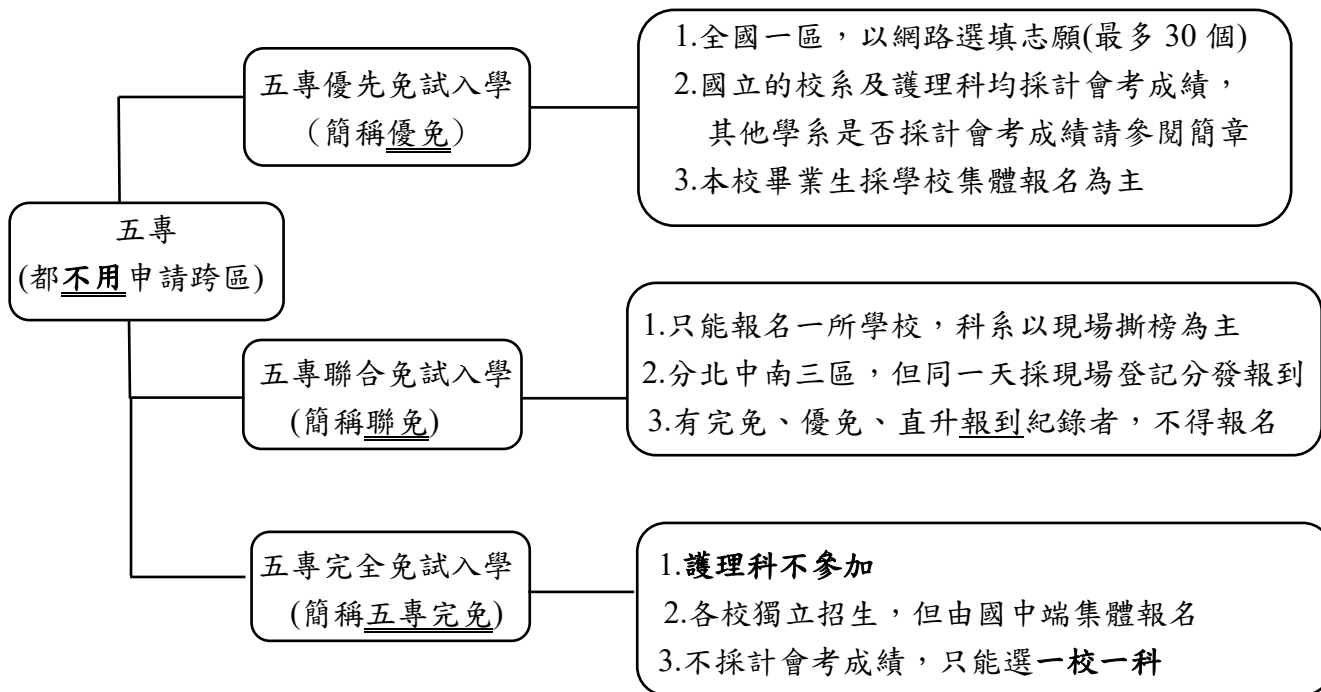 五專
(都不用申請跨區)
五專優先免試入學
（簡稱優免）
1.全國一區，以網路選填志願(最多 30 個)
2.國立的校系及護理科均採計會考成績，
其他學系是否採計會考成績請參閱簡章
3.本校畢業生採學校集體報名為主
五專聯合免試入學
(簡稱聯免)
1.只能報名一所學校，科系以現場撕榜為主
2.分北中南三區，但同一天採現場登記分發報到
3.有完免、優免、直升報到紀錄者，不得報名
五專完全免試入學
(簡稱五專完免)
1.護理科不參加
2.各校獨立招生，但由國中端集體報名
3.不採計會考成績，只能選一校一科